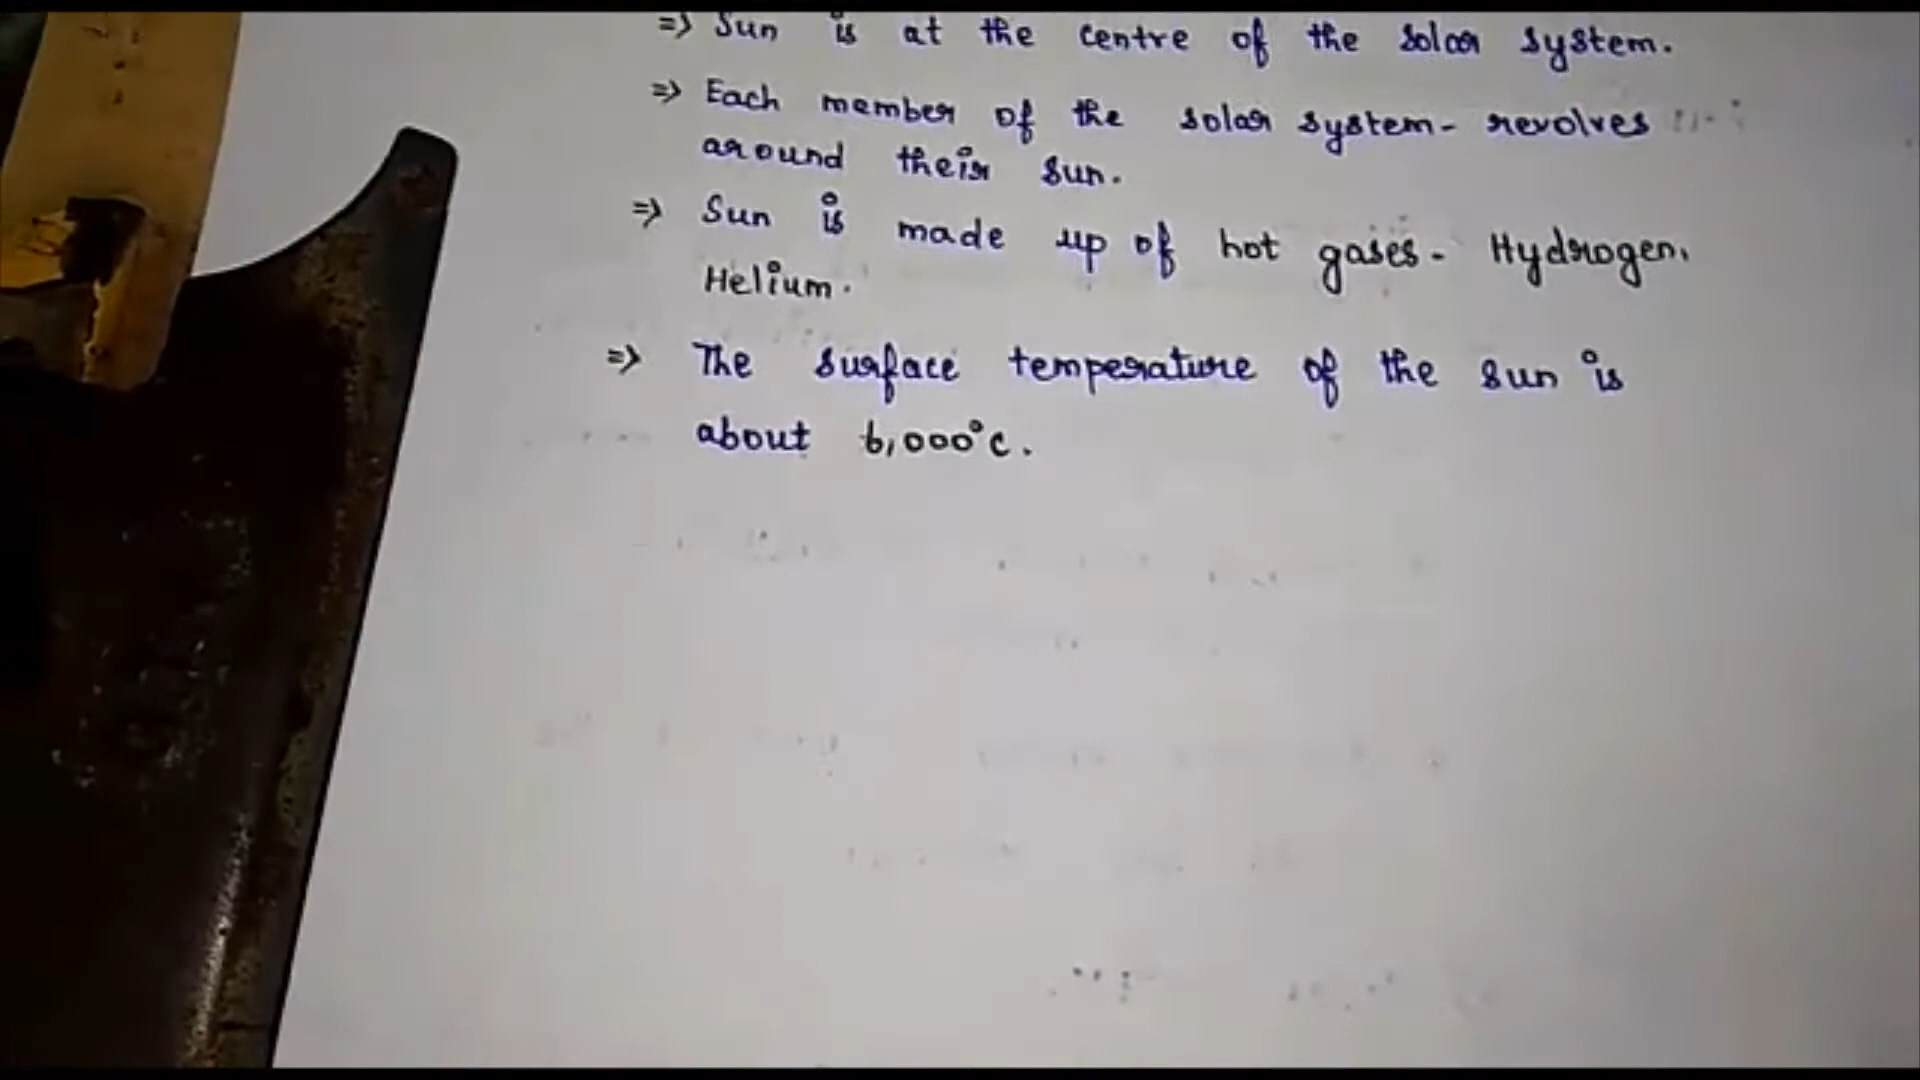 => Sun is at the centre of the solar system.
=> Each member of the solar system- revolves
around their sun.
=> Sun is made up of hot gases- Hydrogen,
Helium.
=> The surface temperature of the sun is
about 6,000°c.